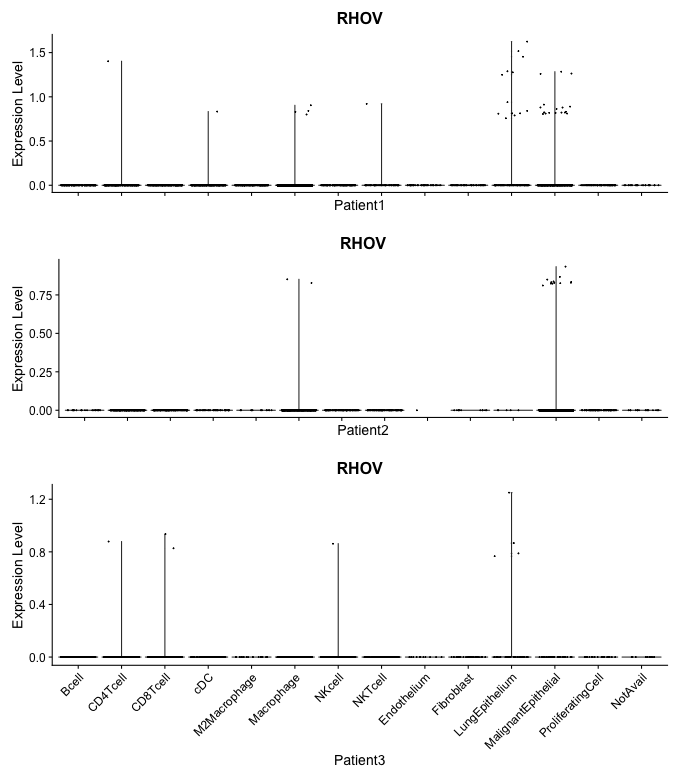 RHOV
Expression Level
1.5
1.0
0.5
0.0
Patient1
RHOV
Expression Level
0.75
0.50
0.25
0.00
Patient2
RHOV
Expression Level
1.2
0.8
0.4
0.0
Bcell
CD4Tcell
CD8Tcell
cDC
M2Macrophage
Macrophage
NKcell
NKTcell
Endothelium
Fibroblast
LungEpithelium
MalignantEpithelial
ProliferatingCell
NotAvail
Patient3